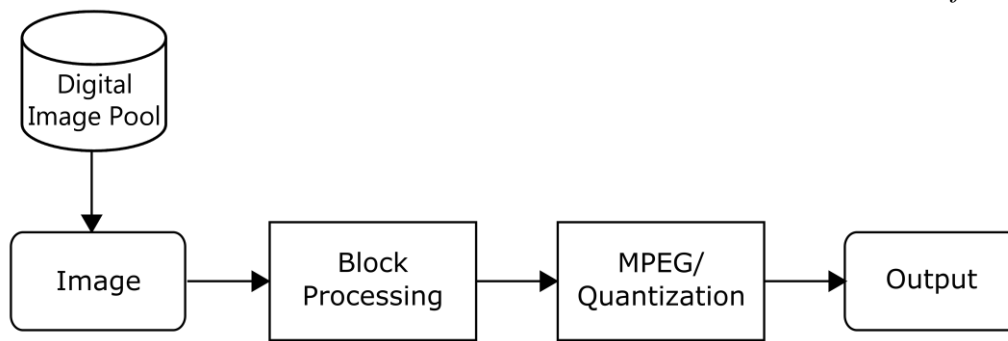 Digital
Image Pool
Image
Block
Processing
MPEG/
Quantization
Output